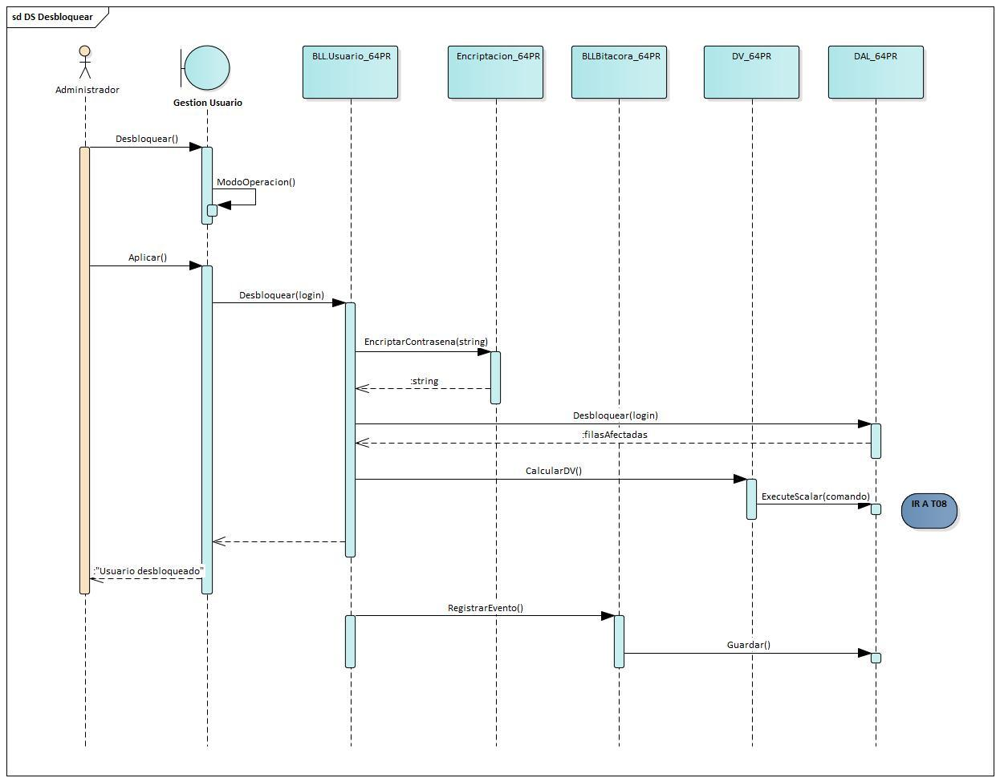 sd DS Desbloquear
Administrador
Gestion Usuario
BLL.Usuario_64PR
Encriptacion_64PR
BLLBitacora_64PR
DV_64PR
DAL_64PR
Desbloquear()
ModoOperacion()
Aplicar()
Desbloquear(login)
EncriptarContrasena(string)
:string
Desbloquear(login)
:filasAfectadas
CalcularDV()
ExecuteScalar(comando)
IR A T08
:"Usuario desbloqueado"
RegistrarEvento()
Guardar()